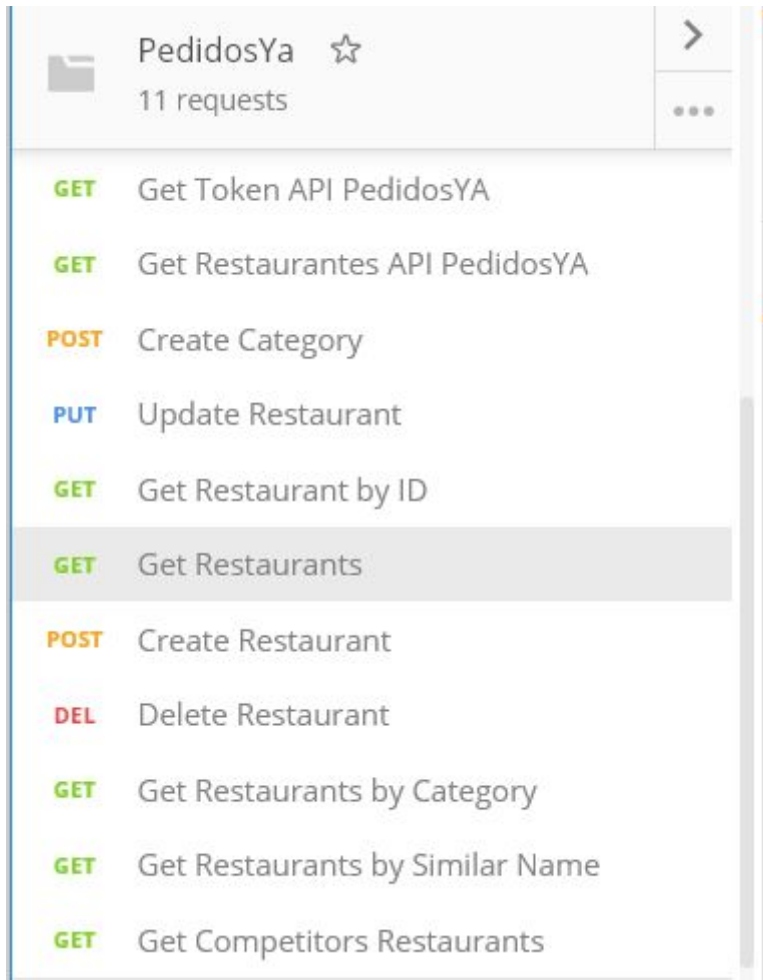 PedidosYa
11 requests
GET Get Token API PedidosYA
GET Get Restaurantes API PedidosYA
POST Create Category
PUT Update Restaurant
GET Get Restaurant by ID
GET Get Restaurants
POST Create Restaurant
DEL Delete Restaurant
GET Get Restaurants by Category
GET Get Restaurants by Similar Name
GET Get Competitors Restaurants